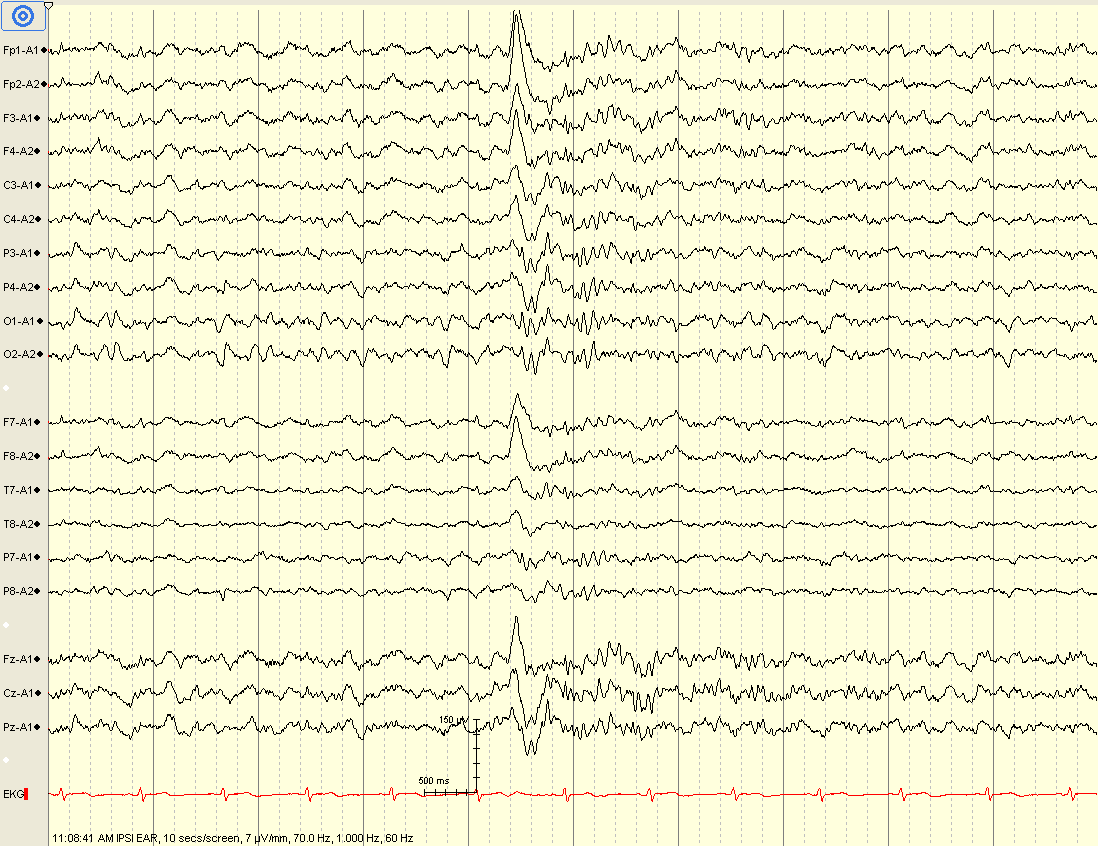 Fp1-A1
Fp2-A2
F3-A1
F4-A2
C3-A1
C4-A2
P3-A1
P4-A2
O1-A1
O2-A2
F7-A1
F8-A2
T7-A1
T8-A2
P7-A1
P8-A2
Fz-A1
Cz-A1
Pz-A1
150 µV
500 ms
EKG
11:08:41 AM IPSI EAR, 10 secs/screen, 7 µV/mm, 70.0 Hz, 1.000 Hz, 60 Hz